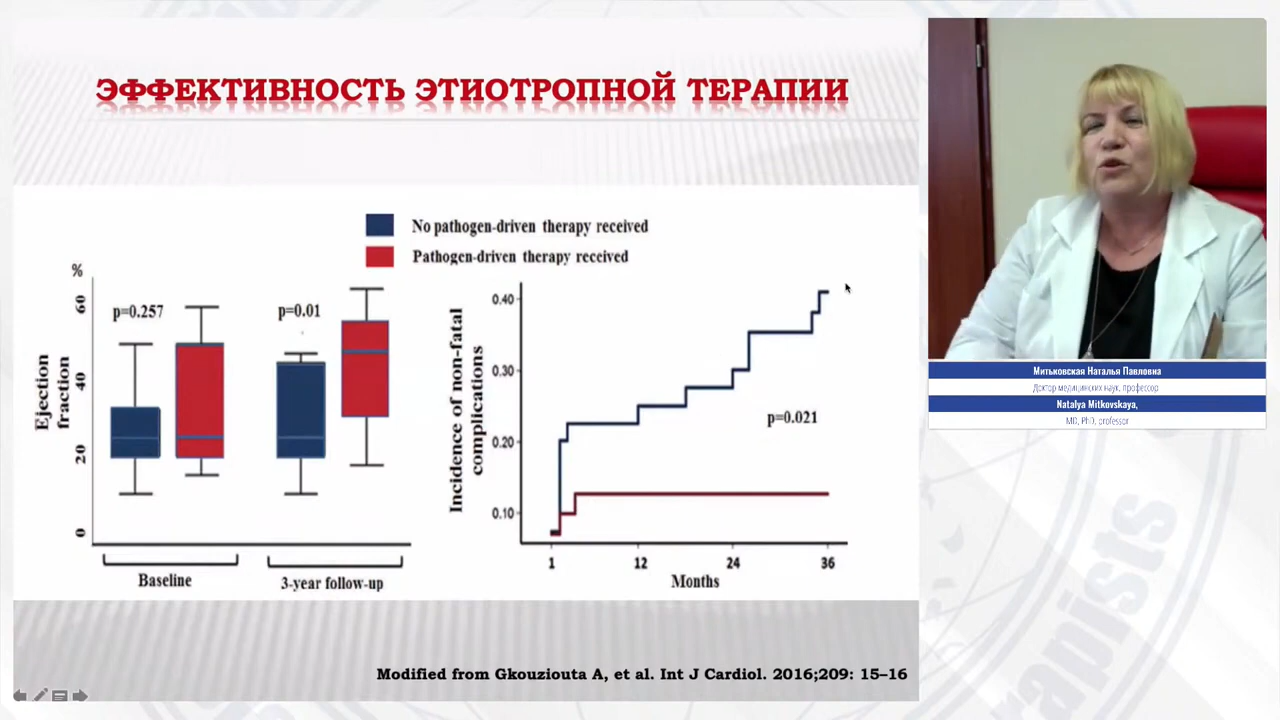 ЭФФЕКТИВНОСТЬ ЭТИОТРОПНОЙ ТЕРАПИИ
No pathogen-driven therapy received
Pathogen-driven therapy received
%
60
40
20
0
Ejection
fraction
p=0.257
p=0.01
Baseline
3-year follow-up
Incidence of non-fatal
complications
0.40
0.30
0.20
0.10
p=0.021
1
12
24
36
Months
Modified from Gkouziouta A, et al. Int J Cardiol. 2016;209: 15–16
Митьковская Наталья Павловна
Доктор медицинских наук, профессор
Natalya Mitkovskaya,
MD, PhD, professor
rapists